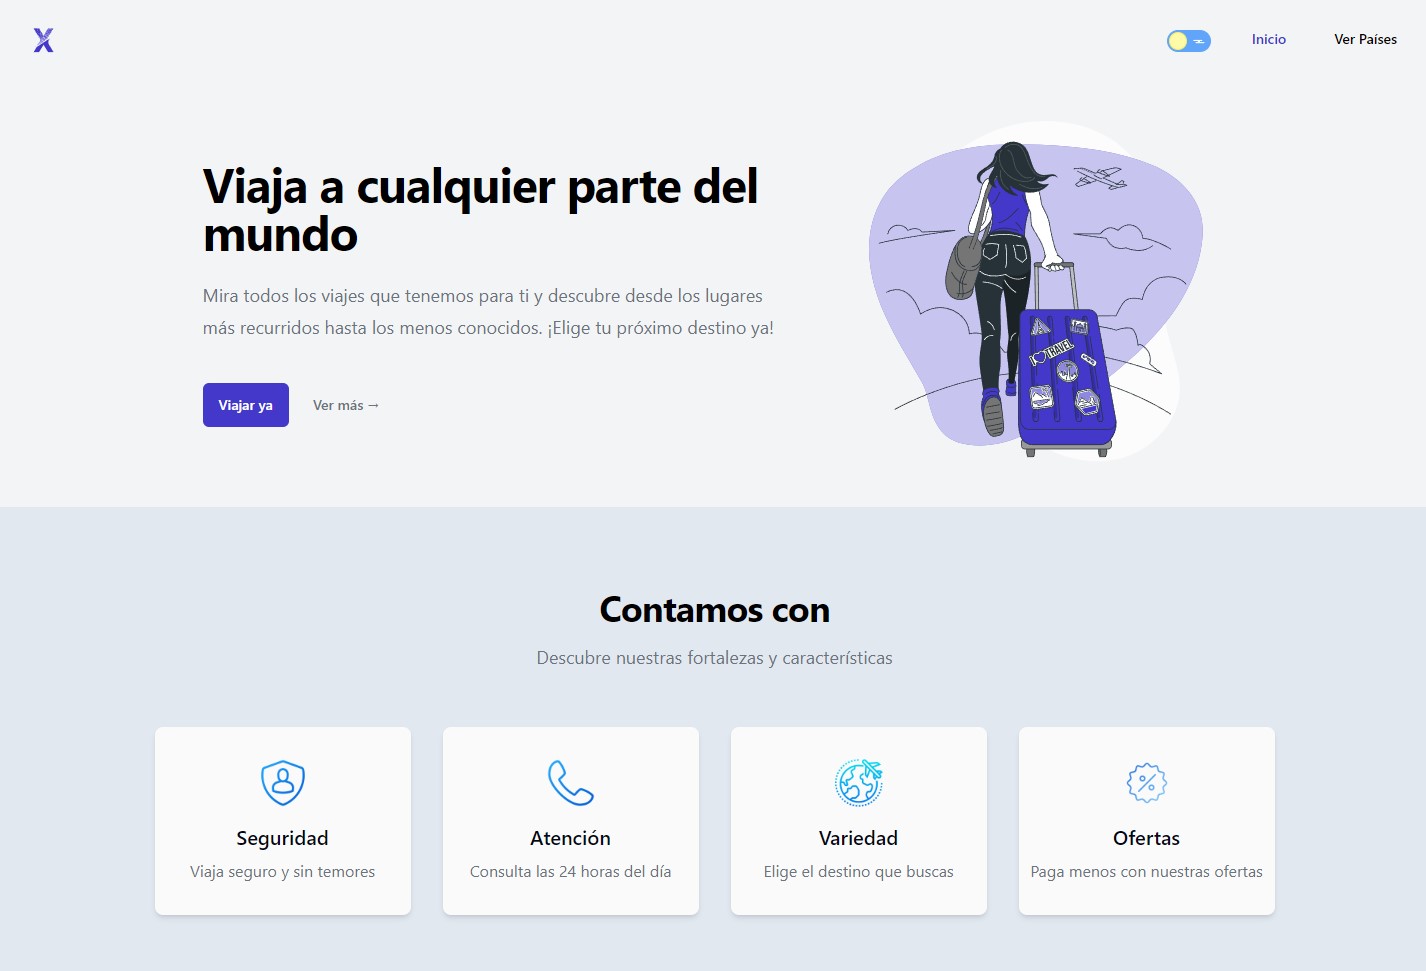 X
Inicio
Ver Países
Viaja a cualquier parte del
mundo
Mira todos los viajes que tenemos para ti y descubre desde los lugares
más recurridos hasta los menos conocidos. ¡Elige tu próximo destino ya!
Viajar ya
Ver más →
TRAVEL
Contamos con
Descubre nuestras fortalezas y características
Seguridad
Viaja seguro y sin temores
Atención
Consulta las 24 horas del día
Variedad
Elige el destino que buscas
Ofertas
Paga menos con nuestras ofertas